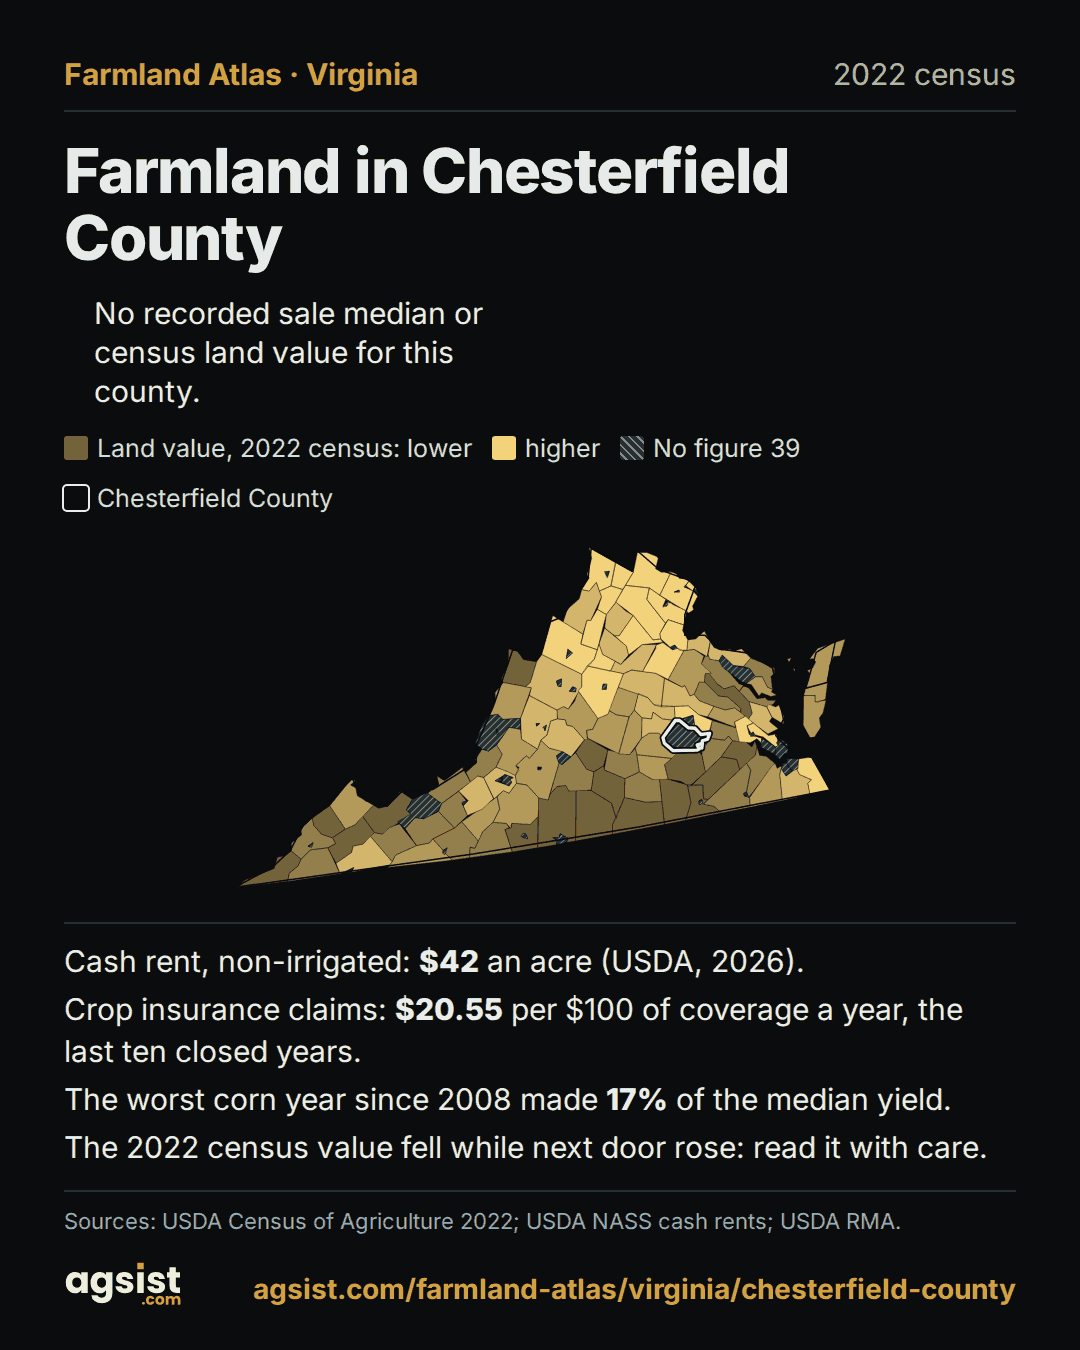 Farmland Atlas · Virginia
2022 census
Farmland in Chesterfield
County
No recorded sale median or
census land value for this
county.
Land value, 2022 census: lower
higher
No figure 39
Chesterfield County
Cash rent, non-irrigated: $42 an acre (USDA, 2026).
Crop insurance claims: $20.55 per $100 of coverage a year, the
last ten closed years.
The worst corn year since 2008 made 17% of the median yield.
The 2022 census value fell while next door rose: read it with care.
Sources: USDA Census of Agriculture 2022; USDA NASS cash rents; USDA RMA.
agsist
.com
agsist.com/farmland-atlas/virginia/chesterfield-county